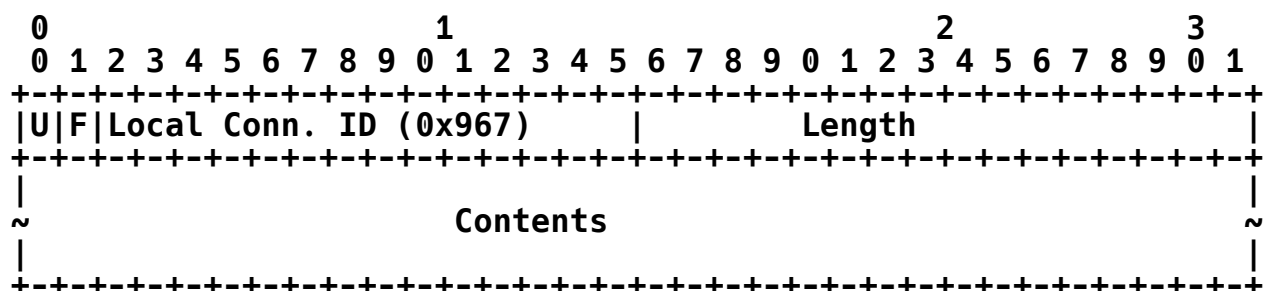 0                    1                         2            3
 0 1 2 3 4 5 6 7 8 9 0 1 2 3 4 5 6 7 8 9 0 1 2 3 4 5 6 7 8 9 0 1
+-+-+-+-+-+-+-+-+-+-+-+-+-+-+-+-+-+-+-+-+-+-+-+-+-+-+-+-+-+-+-+-+
|U|F|Local Conn. ID (0x967)     |        Length                 |
+-+-+-+-+-+-+-+-+-+-+-+-+-+-+-+-+-+-+-+-+-+-+-+-+-+-+-+-+-+-+-+-+
|                                                               |
~                      Contents                                 ~
|                                                               |
+-+-+-+-+-+-+-+-+-+-+-+-+-+-+-+-+-+-+-+-+-+-+-+-+-+-+-+-+-+-+-+-+